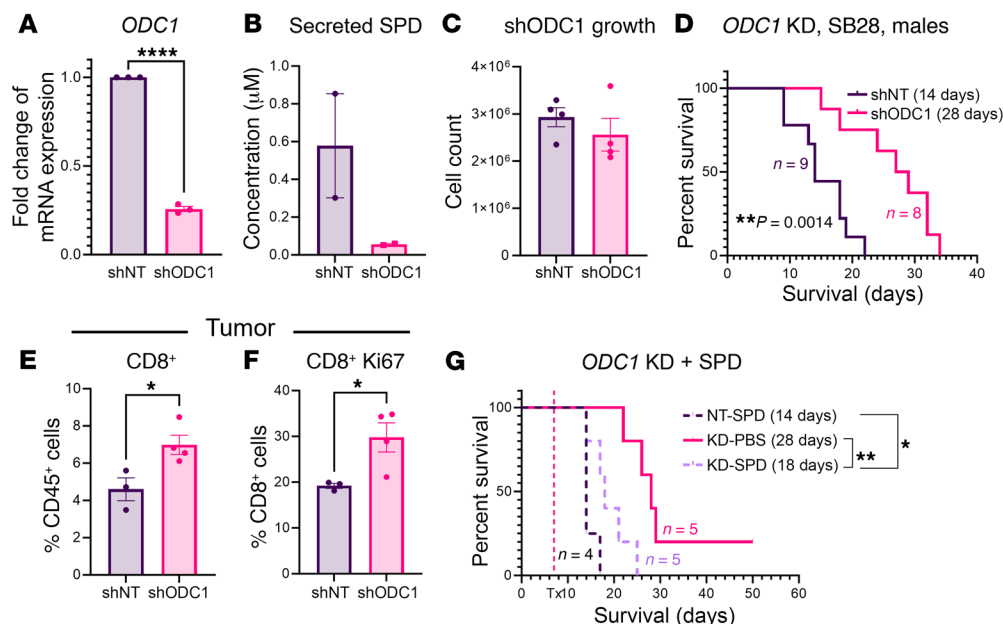 A
ODC1
****
Fold change of
mRNA expression
1.0
0.5
0.0
shNT shODC1
B
Secreted SPD
Concentration (µM)
1.0
0.8
0.6
0.4
0.2
0.0
shNT shODC1
C
shODC1 growth
Cell count
4×10⁶
3×10⁶
2×10⁶
1×10⁶
0
shNT shODC1
D
ODC1 KD, SB28, males
Percent survival
100
50
0
shNT (14 days)
shODC1 (28 days)
n = 9
n = 8
**P = 0.0014
0 10 20 30 40
Survival (days)
Tumor
E
CD8⁺
*
% CD45⁺ cells
10
8
6
4
2
0
shNT shODC1
F
CD8⁺ Ki67
*
% CD8⁺ cells
40
30
20
10
0
shNT shODC1
G
ODC1 KD + SPD
Percent survival
100
50
0
NT-SPD (14 days)
KD-PBS (28 days)
KD-SPD (18 days)
**
*
n = 5
n = 4
n = 5
0 Tx10 20 30 40 50 60
Survival (days)